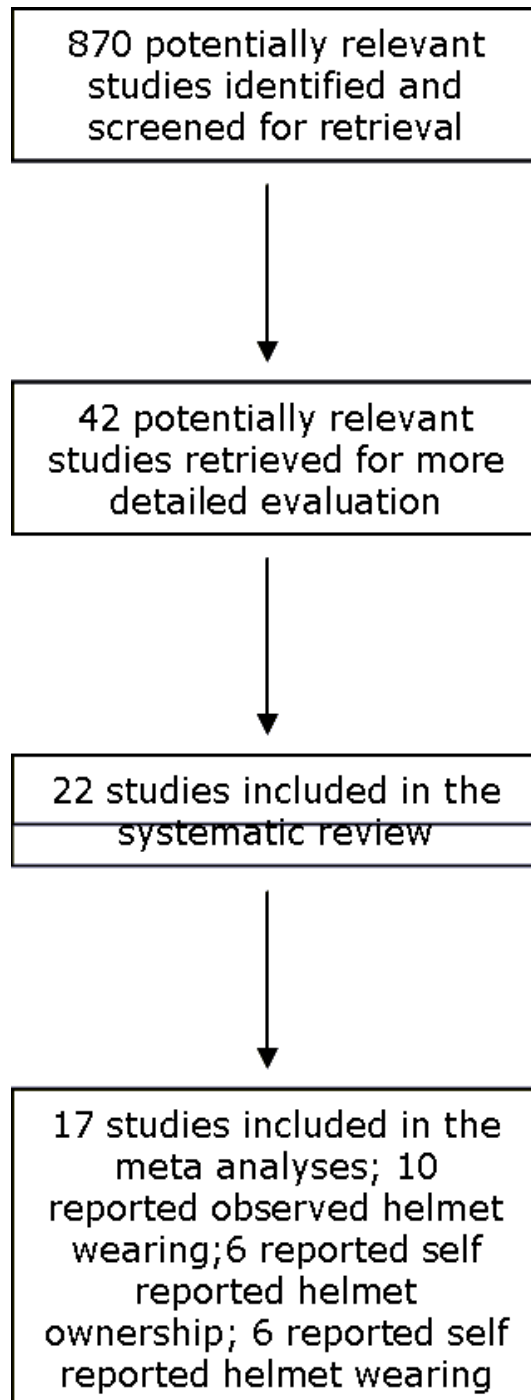 870 potentially relevant
studies identified and
screened for retrieval
42 potentially relevant
studies retrieved for more
detailed evaluation
22 studies included in the
systematic review
17 studies included in the
meta analyses; 10
reported observed helmet
wearing;6 reported self
reported helmet
ownership; 6 reported self
reported helmet wearing